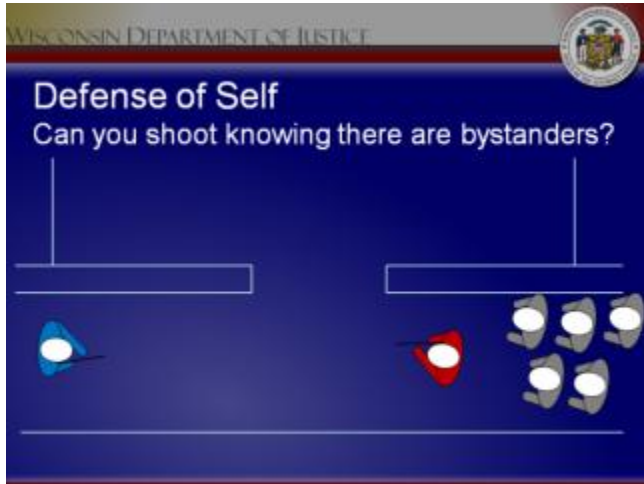 WISCONSIN DEPARTMENT OF JUSTICE
Defense of Self
Can you shoot knowing there are bystanders?